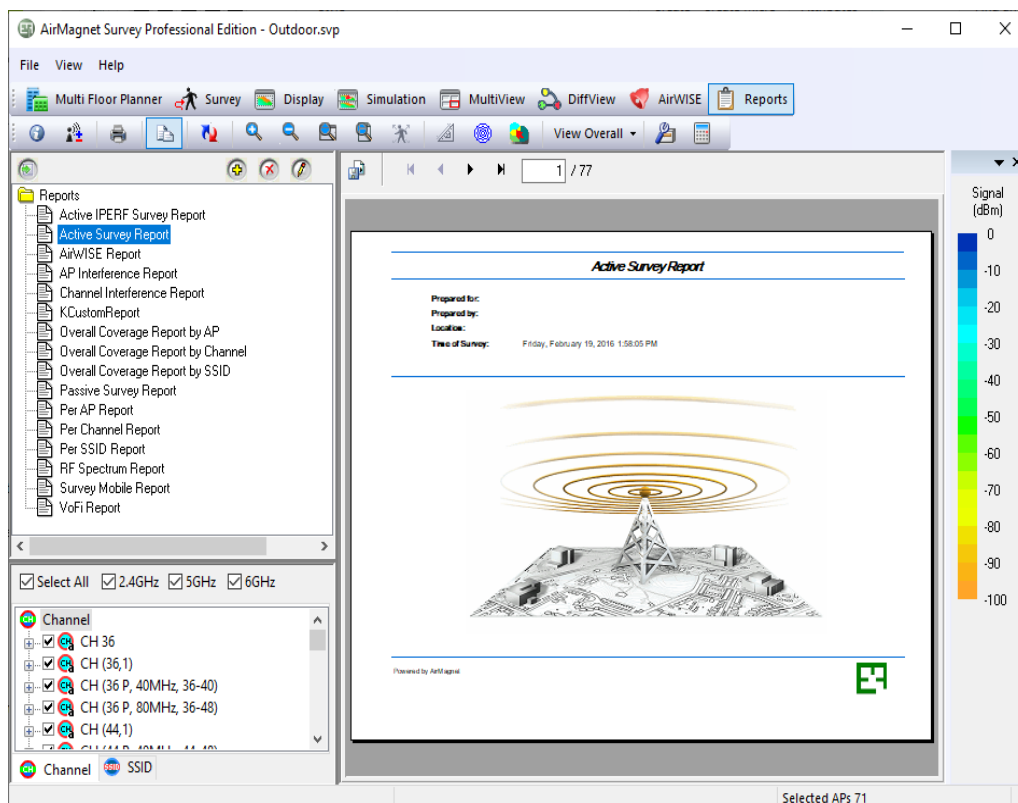 AirMagnet Survey Professional Edition - Outdoor.svp
File View Help
Multi Floor Planner Survey Display Simulation MultiView DiffView AirWISE Reports
View Overall
1 / 77
Reports
Active IPERF Survey Report
Active Survey Report
AirWISE Report
AP Interference Report
Channel Interference Report
KCustomReport
Overall Coverage Report by AP
Overall Coverage Report by Channel
Overall Coverage Report by SSID
Passive Survey Report
Per AP Report
Per Channel Report
Per SSID Report
RF Spectrum Report
Survey Mobile Report
VoFi Report
Select All 2.4GHz 5GHz 6GHz
Channel
CH 36
CH (36,1)
CH (36 P, 40MHz, 36-40)
CH (36 P, 80MHz, 36-48)
CH (44,1)
Channel SSID
Active Survey Report
Prepared for:
Prepared by:
Location:
Time of Survey: Friday, February 19, 2016 1:58:05 PM
Powered by AirMagnet
Signal
(dBm)
0
-10
-20
-30
-40
-50
-60
-70
-80
-90
-100
Selected APs 71